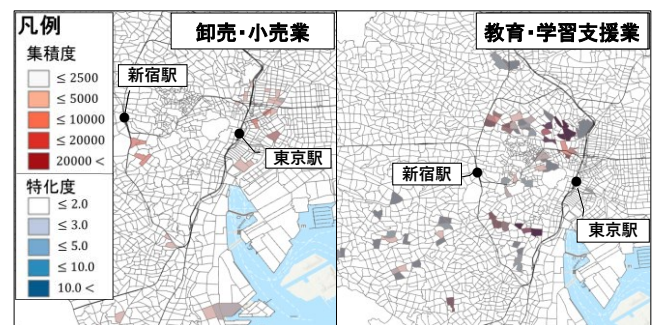 凡例
集積度
≤ 2500
≤ 5000
≤ 10000
≤ 20000
20000 <
特化度
≤ 2.0
≤ 3.0
≤ 5.0
≤ 10.0
10.0 <
卸売・小売業
新宿駅
東京駅
教育・学習支援業
新宿駅
東京駅